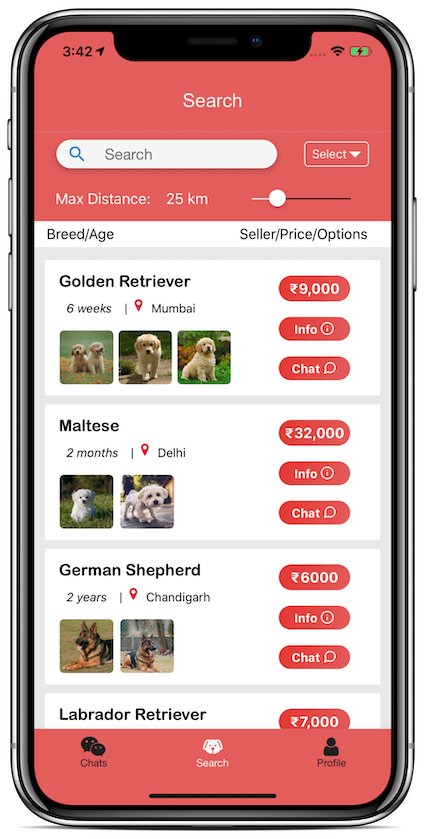 3:42
Search
Search
Select
Max Distance: 25 km
Breed/Age Seller/Price/Options
Golden Retriever
₹9,000
6 weeks | Mumbai
Info
Chat
Maltese
₹32,000
2 months | Delhi
Info
Chat
German Shepherd
₹6000
2 years | Chandigarh
Info
Chat
Labrador Retriever
₹7,000
Chats Search Profile